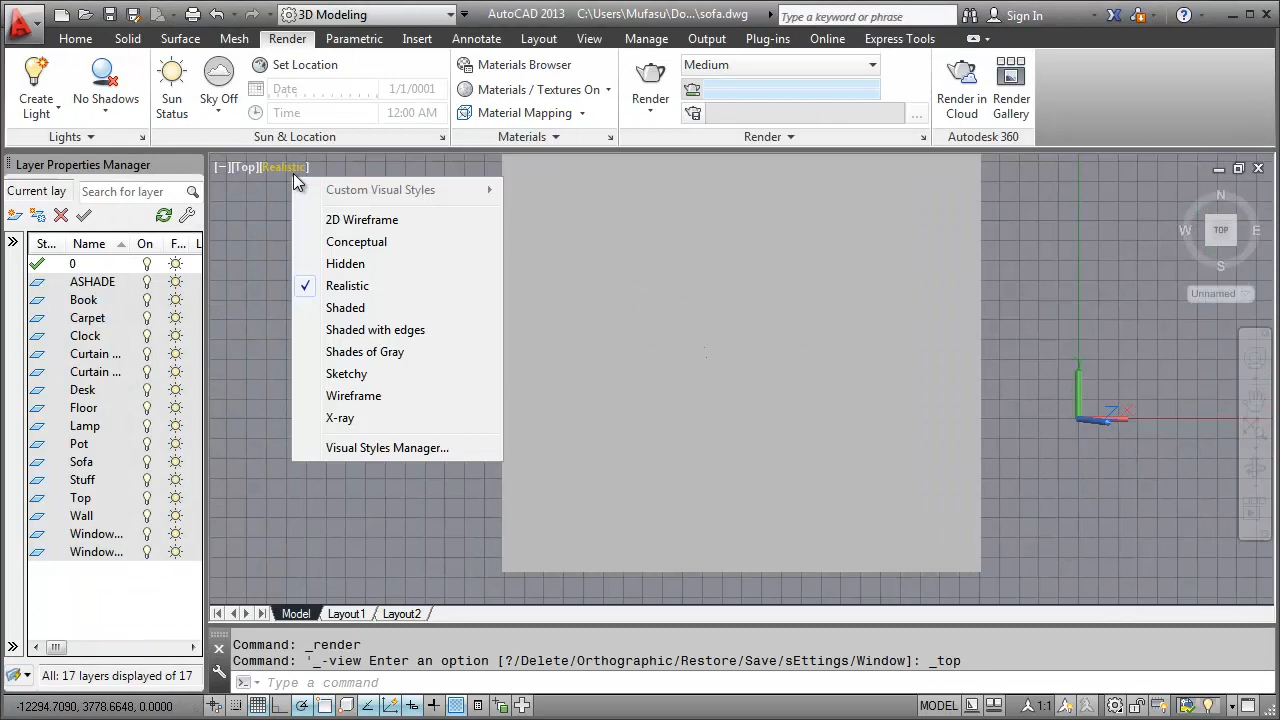 3D Modeling
AutoCAD 2013 C:\Users\Mufasu\Do...\sofa.dwg
Type a keyword or phrase
Sign In
Home Solid Surface Mesh Render Parametric Insert Annotate Layout View Manage Output Plug-ins Online Express Tools
Create Light
No Shadows
Lights
Sun Status
Sky Off
Set Location
Date 1/1/0001
Time 12:00 AM
Sun & Location
Materials Browser
Materials / Textures On
Material Mapping
Materials
Render
Medium
...
Render
Render in Cloud
Render Gallery
Autodesk 360
Layer Properties Manager
Current lay
Search for layer
St... Name On F... L
0
ASHADE
Book
Carpet
Clock
Curtain ...
Curtain ...
Desk
Floor
Lamp
Pot
Sofa
Stuff
Top
Wall
Window...
Window...
All: 17 layers displayed of 17
[−][Top][Realistic]
Custom Visual Styles
2D Wireframe
Conceptual
Hidden
Realistic
Shaded
Shaded with edges
Shades of Gray
Sketchy
Wireframe
X-ray
Visual Styles Manager...
N
W TOP E
S
Unnamed
Y
Z X
Model Layout1 Layout2
Command: _render
Command: '_-view Enter an option [?/Delete/Orthographic/Restore/Save/sEttings/Window]: _top
Type a command
-12294.7090, 3778.6648, 0.0000
MODEL
1:1